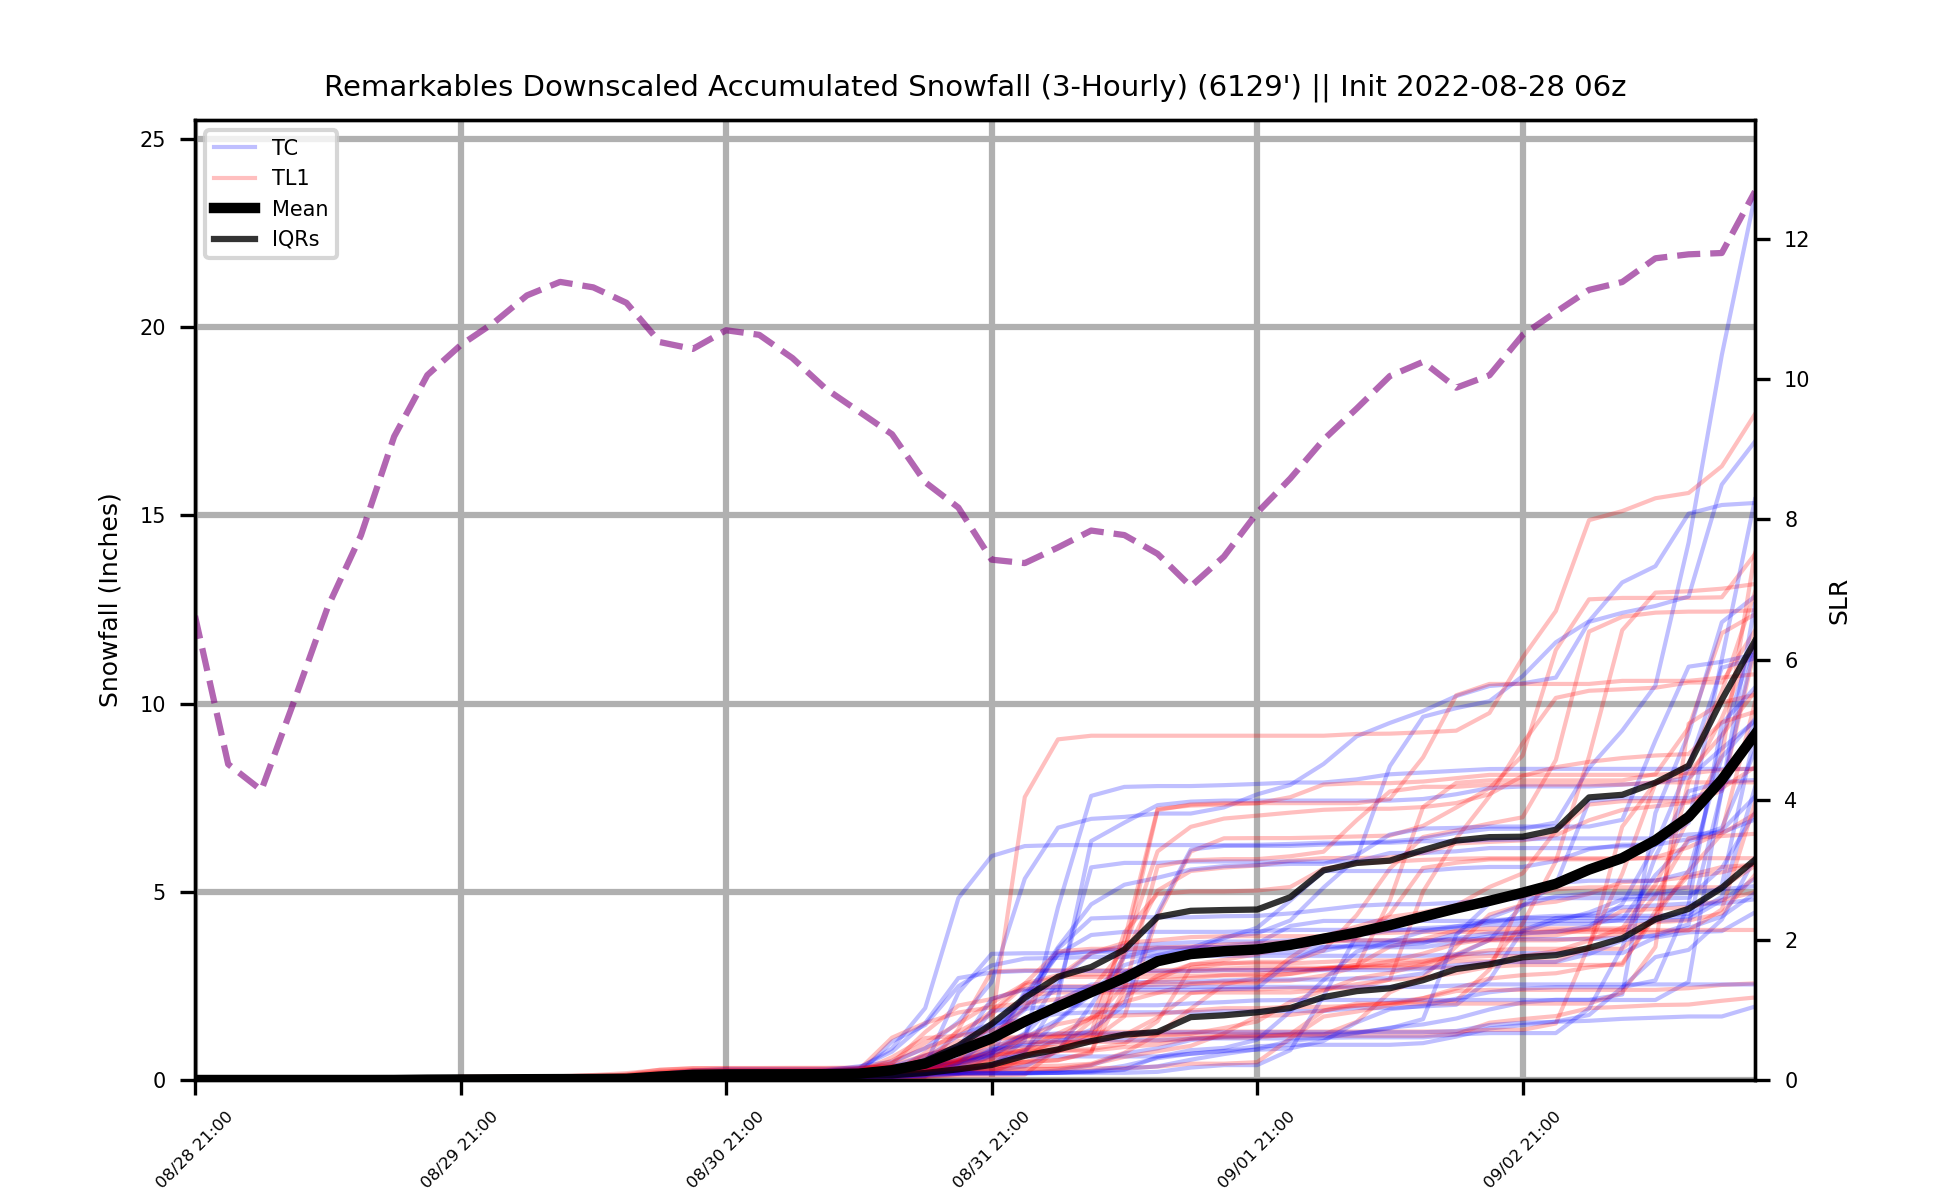 Remarkables Downscaled Accumulated Snowfall (3-Hourly) (6129') || Init 2022-08-28 06z
TC
TL1
Mean
IQRs
Snowfall (Inches)
25
20
15
10
5
0
SLR
12
10
8
6
4
2
0
08/28 21:00
08/29 21:00
08/30 21:00
08/31 21:00
09/01 21:00
09/02 21:00